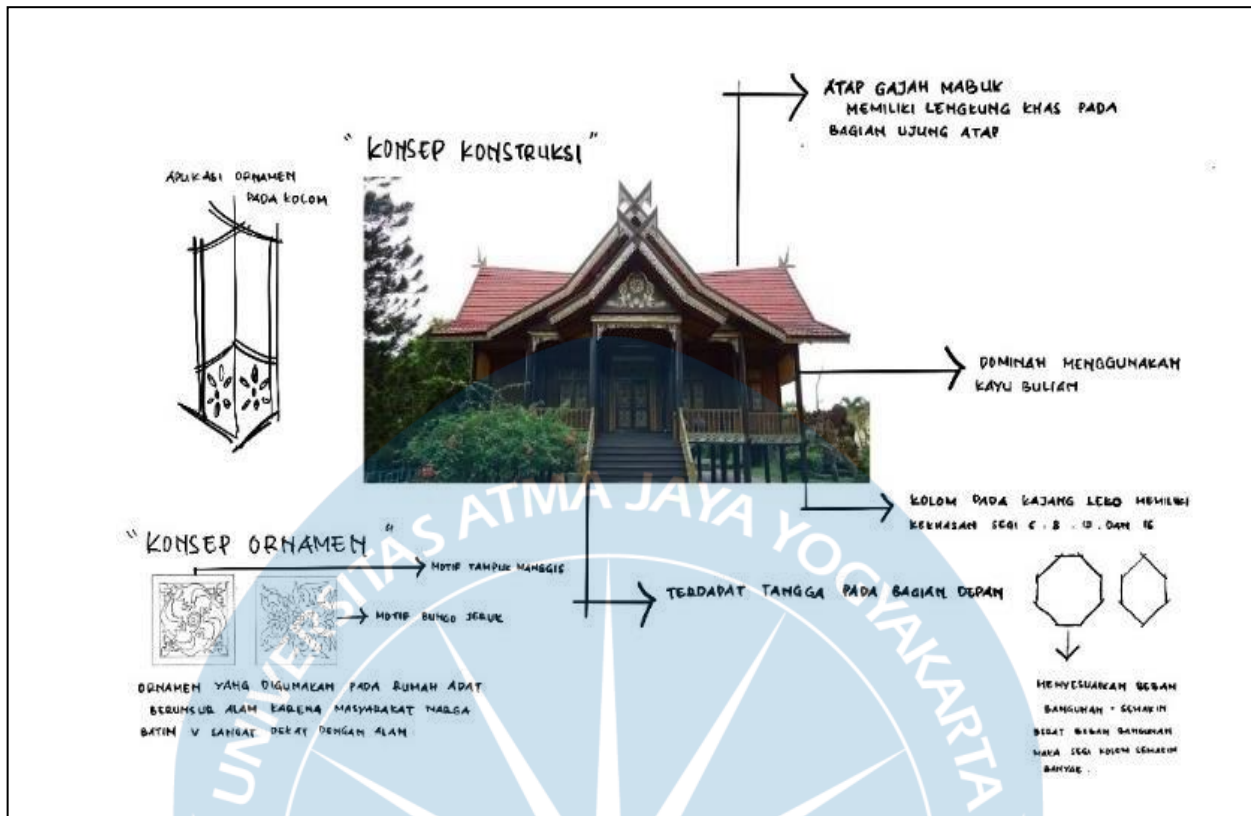 "KONSEP KONSTRUKSI"
ATAP GAJAH MABUK
MEMILIKI LENGKUNG KHAS PADA
BAGIAN UJUNG ATAP
APLIKASI ORNAMEN
PADA KOLOM
DOMINAN MENGGUNAKAN
KAYU BULIAN
KOLOM PADA KAJANG LEKO MEMILIKI
KEKHASAN SEGI 6 . 8 . 12 . DAN 16
"KONSEP ORNAMEN"
MOTIF TAMPUK MANGGIS
MOTIF BUNGO JERUK
TERDAPAT TANGGA PADA BAGIAN DEPAN
ORNAMEN YANG DIGUNAKAN PADA RUMAH ADAT
BERUNSUR ALAM KARENA MASYARAKAT MARGA
BATIN V SANGAT DEKAT DENGAN ALAM
MENYESUAIKAN BEBAN
BANGUNAN - SEMAKIN
BERAT BEBAN BANGUNAN
MAKA SEGI KOLOM SEMAKIN
BANYAK .
UNIVERSITAS ATMA JAYA YOGYAKARTA